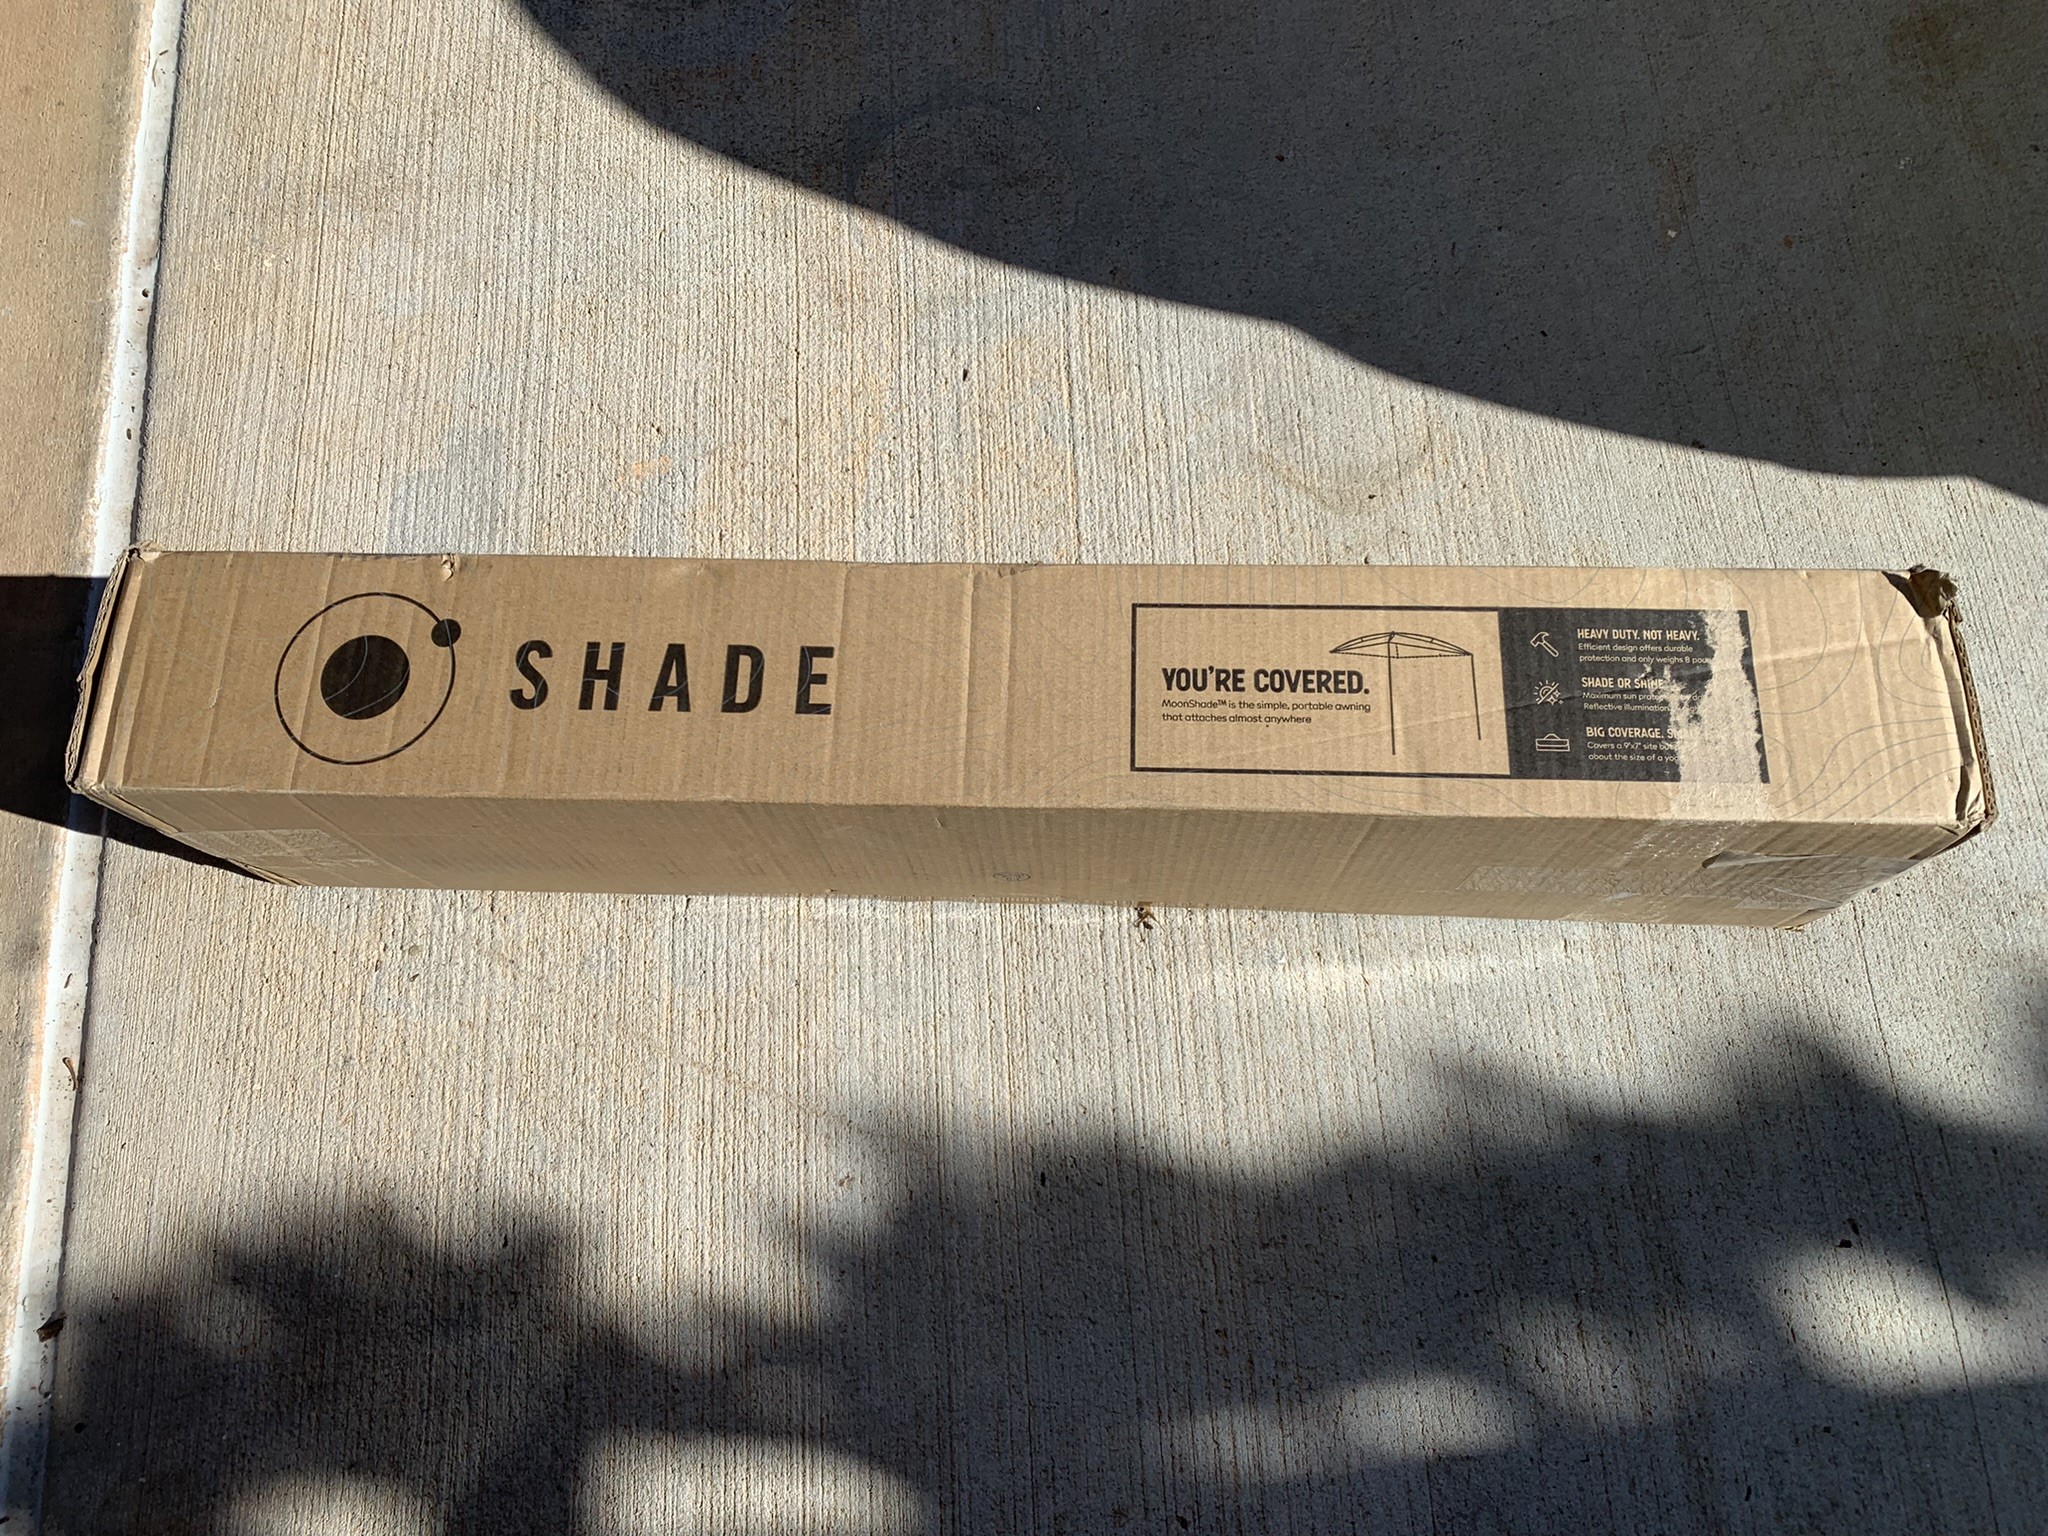 SHADE
YOU'RE COVERED.
MoonShade™ is the simple, portable awning
that attaches almost anywhere
HEAVY DUTY. NOT HEAVY.
Efficient design offers durable
protection and only weighs 8
SHADE OR SHINE
Maximum sun
Reflective illumination
BIG COVERAGE.
Covers a 9'x7' site
about the size of a